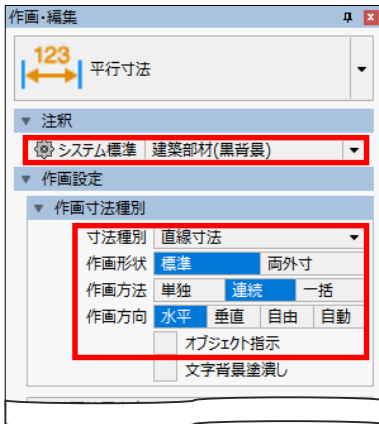 作画・編集
123
平行寸法
注釈
システム標準 建築部材(黒背景)
作画設定
作画寸法種別
寸法種別 直線寸法
作画形状 標準 両外寸
作画方法 単独 連続 一括
作画方向 水平 垂直 自由 自動
オブジェクト指示
文字背景塗潰し